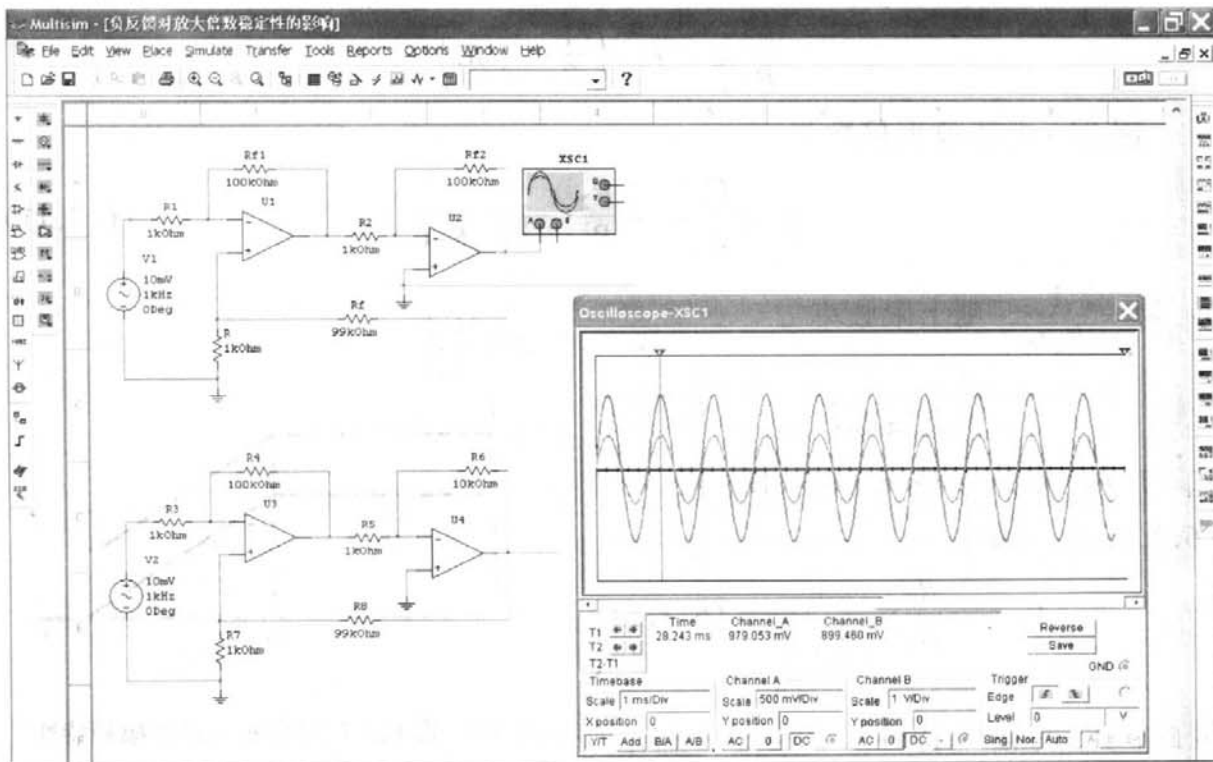 Multisim - [负反馈对放大倍数稳定性的影响]
File Edit View Place Simulate Transfer Tools Reports Options Window Help
?
Rf1
100kOhm
Rf2
100kOhm
XSC1
R1
1kOhm
U1
R2
1kOhm
U2
A
V1
10mV
1kHz
0Deg
Rf
99kOhm
R
1kOhm
R4
100kOhm
R6
10kOhm
R3
1kOhm
U3
R5
1kOhm
U4
V2
10mV
1kHz
0Deg
R8
99kOhm
R7
1kOhm
Oscilloscope-XSC1
Time Channel_A Channel_B
T1 28.243 ms 979.053 mV 899.460 mV
T2
T2-T1
Reverse
Save
GND
Timebase Channel A Channel B Trigger
Scale 1 ms/Div Scale 500 mV/Div Scale 1 V/Div Edge
X position 0 Y position 0 Y position 0 Level 0 V
Y/T Add B/A A/B AC 0 DC AC 0 DC - Sing. Nor. Auto